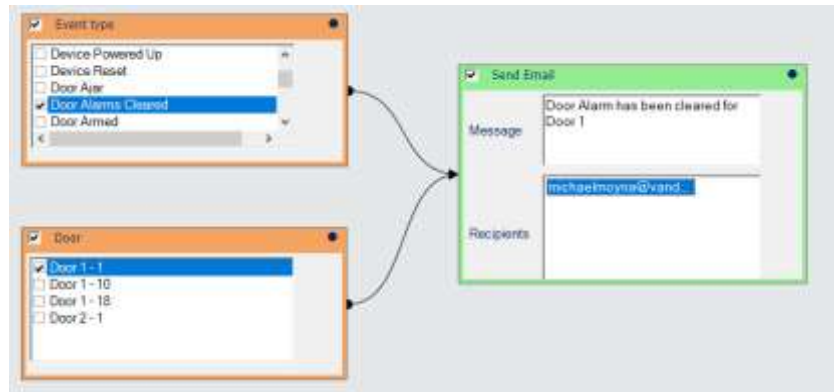 Event type
Device Powered Up
Device Reset
Door Ajar
Door Alarms Cleared
Door Armed
Send Email
Message
Door Alarm has been cleared for
Door 1
Recipients
michaelmoyna@vand...
Door
Door 1 - 1
Door 1 - 10
Door 1 - 18
Door 2 - 1